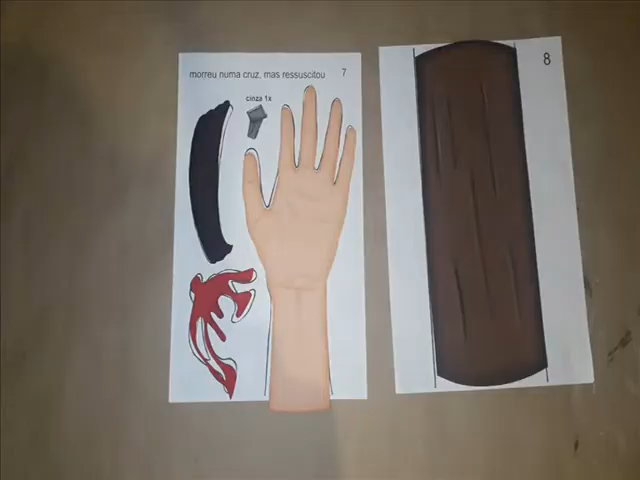 morreu numa cruz, mas ressuscitou 7
cinza 1x
8